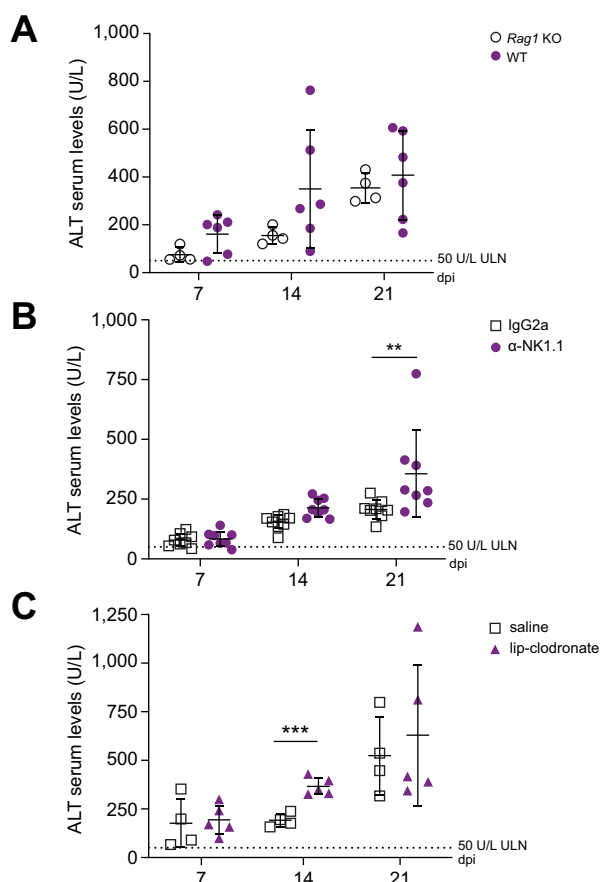 A
ALT serum levels (U/L)
1,000
800
600
400
200
0
Rag1 KO
WT
50 U/L ULN
dpi
7
14
21
B
ALT serum levels (U/L)
1,000
750
500
250
0
IgG2a
α-NK1.1
**
50 U/L ULN
dpi
7
14
21
C
ALT serum levels (U/L)
1,250
1,000
750
500
250
0
saline
lip-clodronate
***
50 U/L ULN
dpi
7
14
21